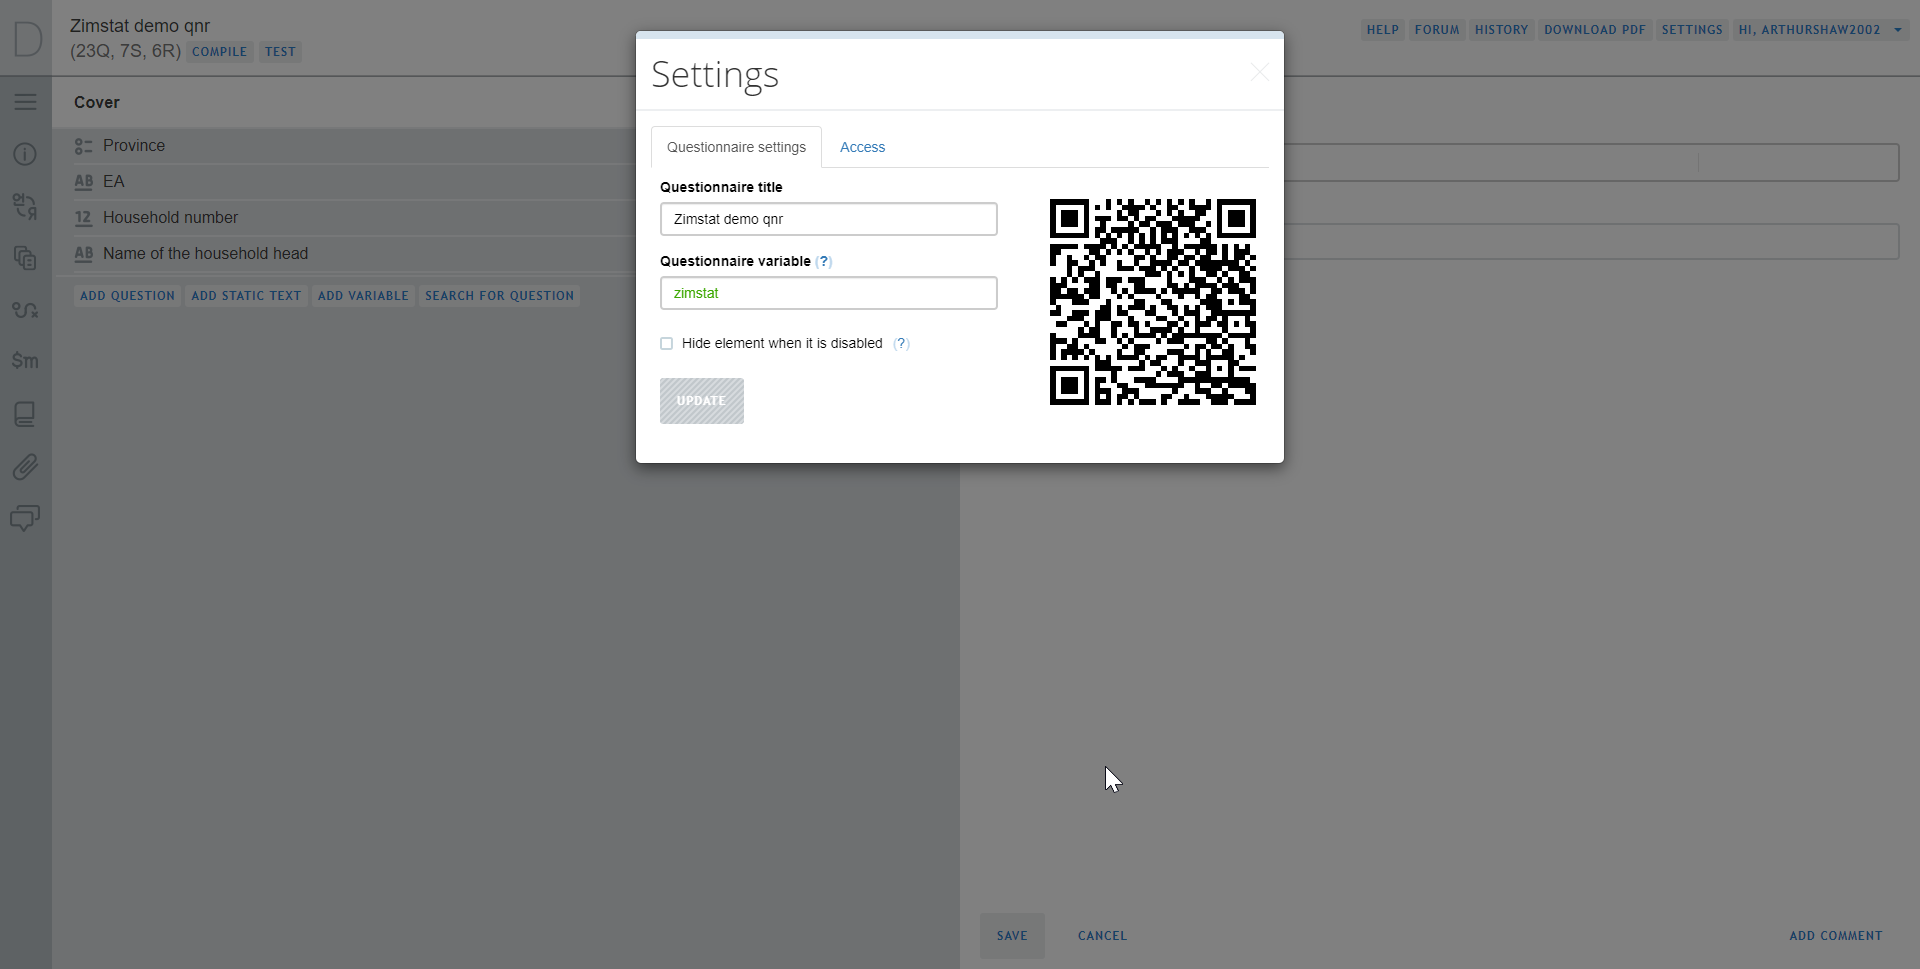 D
Zimstat demo qnr
(23Q, 7S, 6R) COMPILE TEST
HELP FORUM HISTORY DOWNLOAD PDF SETTINGS HI, ARTHURSHAW2002
Cover
Province
AB EA
12 Household number
AB Name of the household head
ADD QUESTION ADD STATIC TEXT ADD VARIABLE SEARCH FOR QUESTION
$m
Settings
Questionnaire settings Access
Questionnaire title
Zimstat demo qnr
Questionnaire variable (?)
zimstat
Hide element when it is disabled (?)
UPDATE
SAVE CANCEL ADD COMMENT